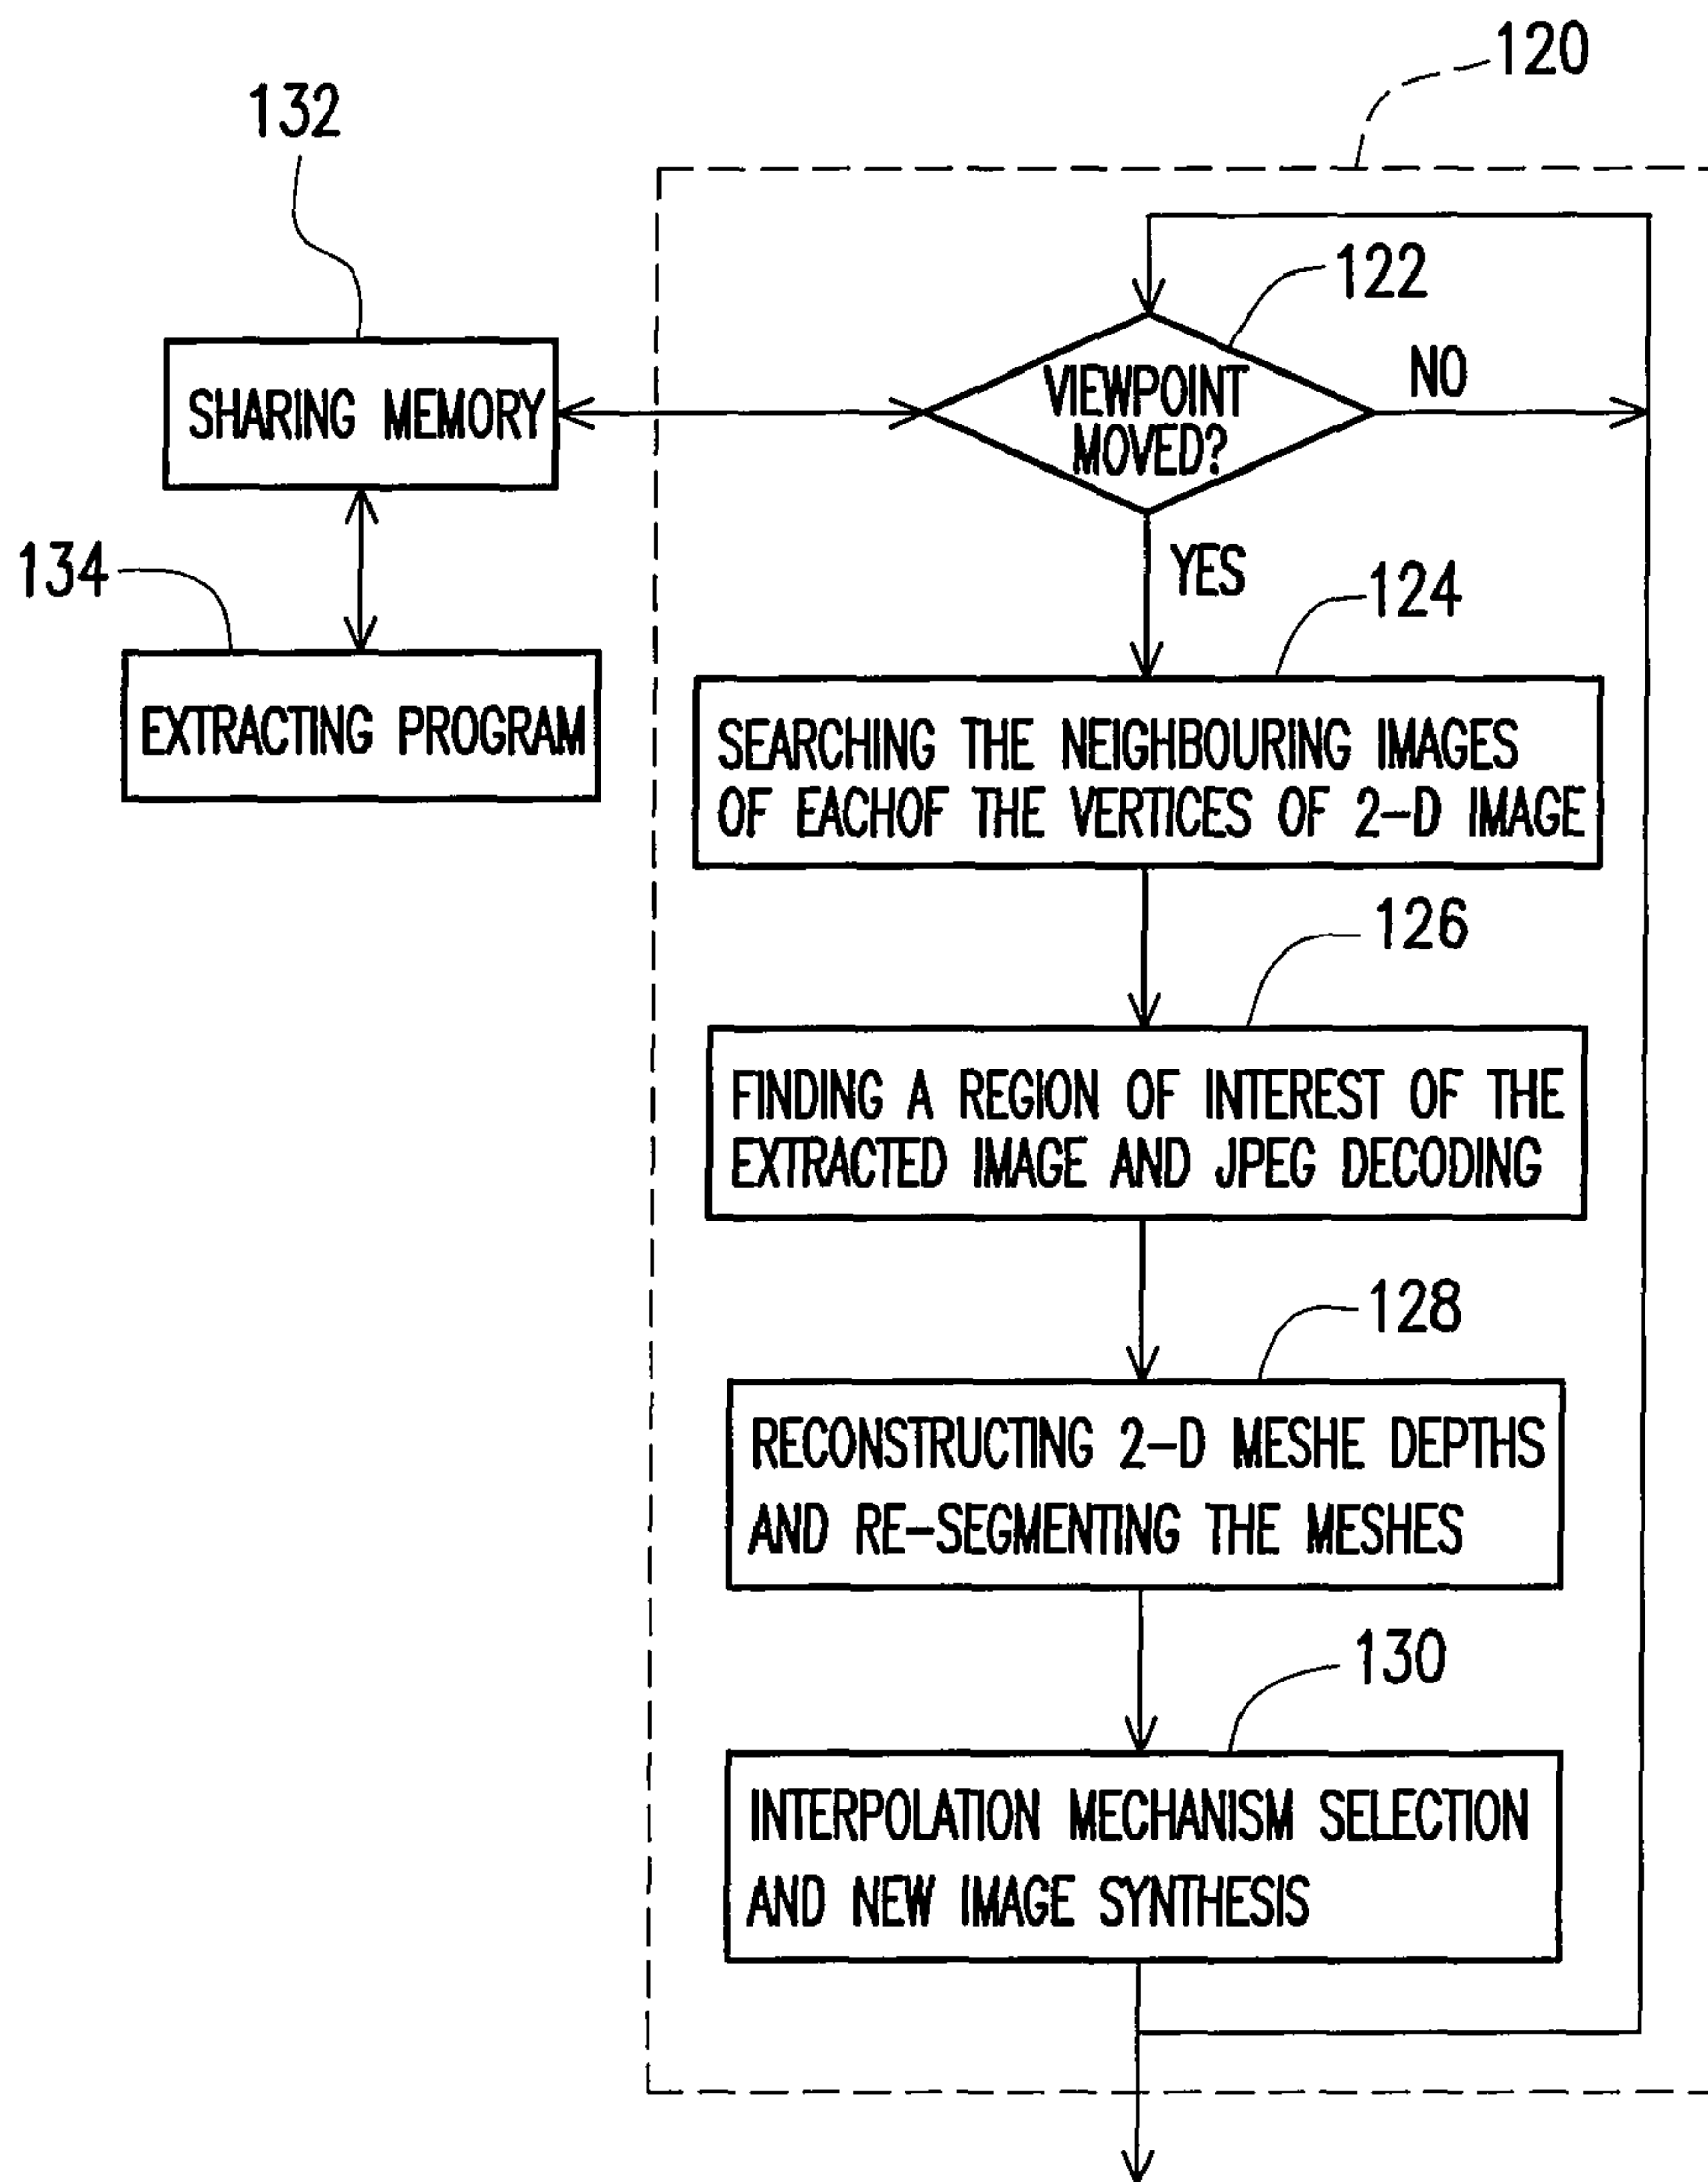 120
132
122
SHARING MEMORY
VIEWPOINT
MOVED?
NO
134
YES
124
EXTRACTING PROGRAM
SEARCHING THE NEIGHBOURING IMAGES
OF EACHOF THE VERTICES OF 2-D IMAGE
126
FINDING A REGION OF INTEREST OF THE
EXTRACTED IMAGE AND JPEG DECODING
128
RECONSTRUCTING 2-D MESHE DEPTHS
AND RE-SEGMENTING THE MESHES
130
INTERPOLATION MECHANISM SELECTION
AND NEW IMAGE SYNTHESIS